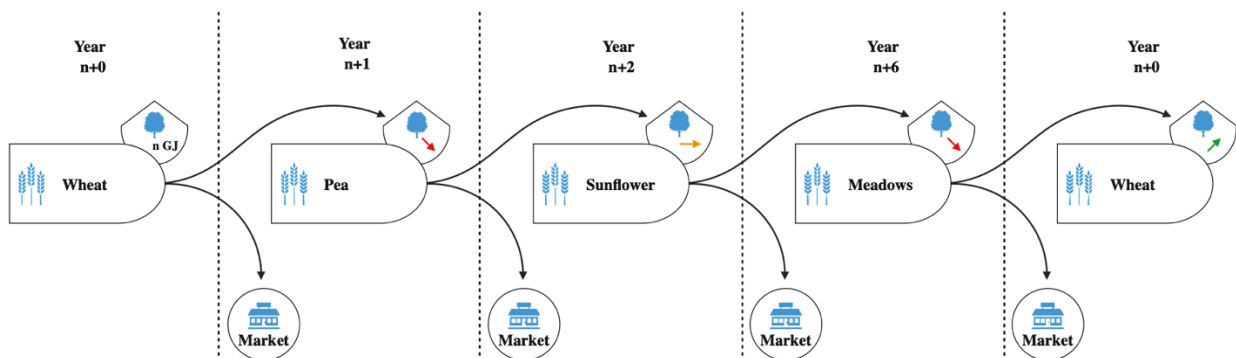 Year
n+0
Year
n+1
Year
n+2
Year
n+6
Year
n+0
n GJ
Wheat
Pea
Sunflower
Meadows
Wheat
Market
Market
Market
Market